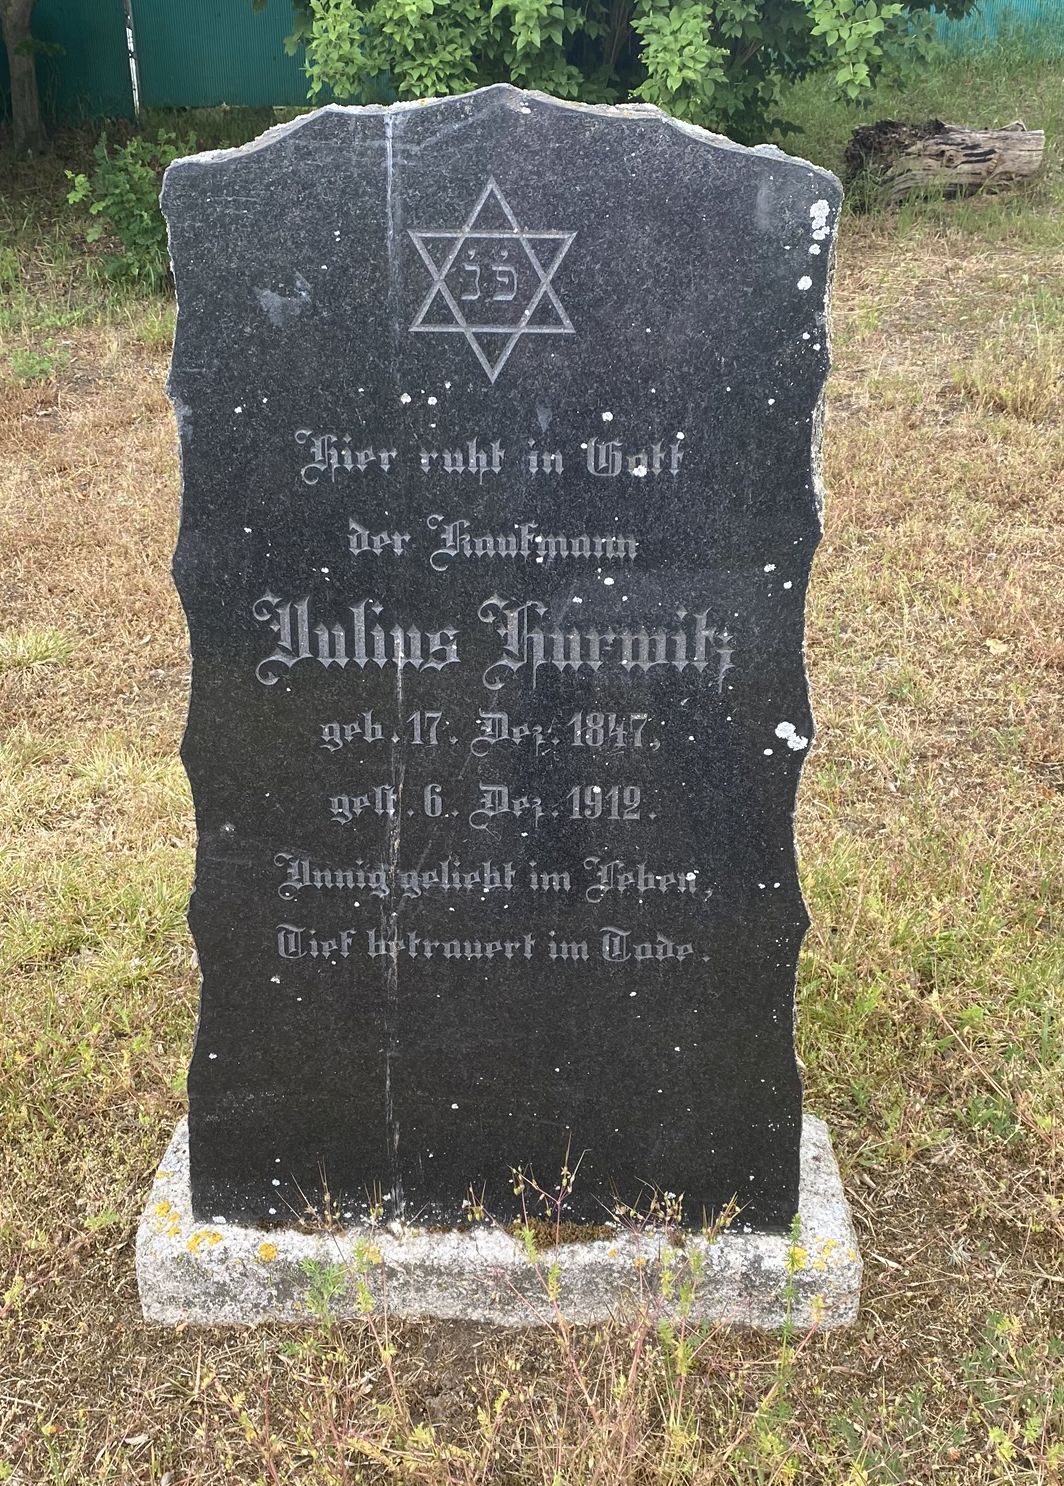 פ׳נ׳
Hier ruht in Gott
der Kaufmann
Julius Hurwitz
geb. 17. Dez. 1847,
gest. 6. Dez. 1912.
Innig geliebt im Leben,
Tief betrauert im Tode.